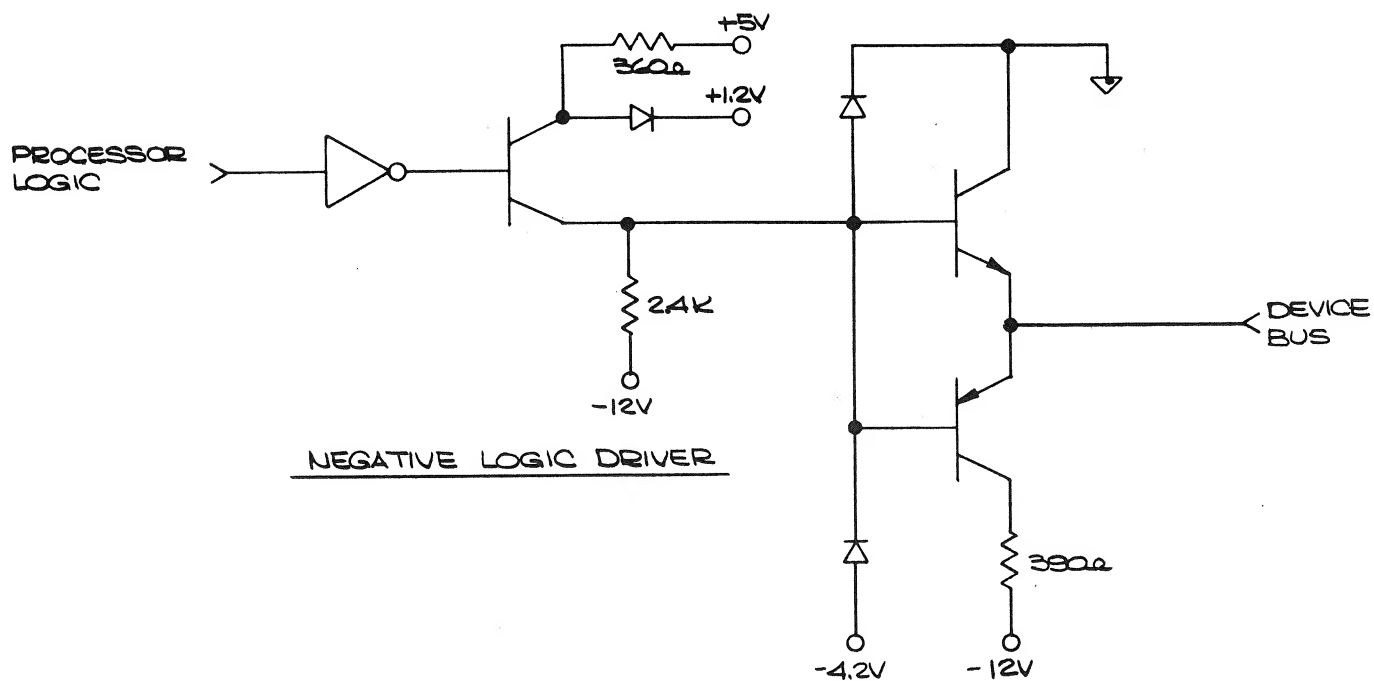 +5V
360Ω
+1.2V
PROCESSOR
LOGIC
2.4K
-12V
DEVICE
BUS
NEGATIVE LOGIC DRIVER
390Ω
-4.2V
-12V